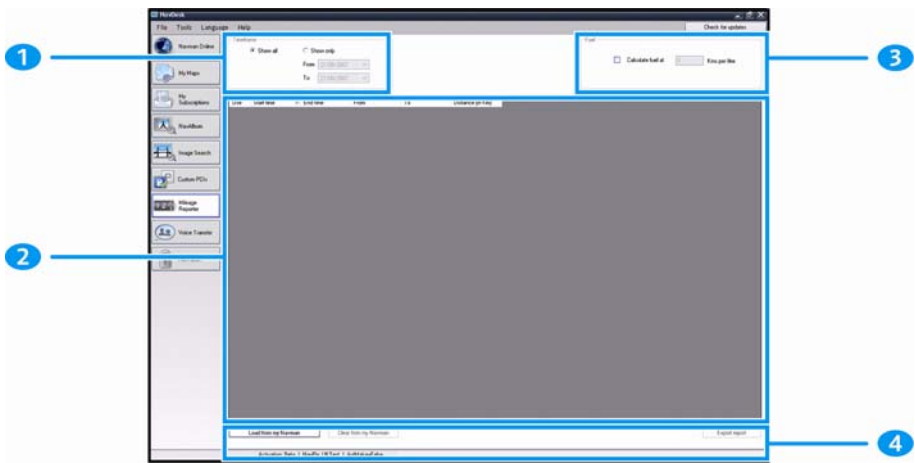 NavDesk
File Tools Language Help
Check for updates
1
Navman Online
My Maps
My Subscriptions
NavAlbum
Image Search
Custom POIs
Mileage Reporter
Voice Transfer
Timeframe
Show all
Show only
From
To
Fuel
Calculate fuel at
Kms per litre
3
Start time
End time
From
To
Distance (in Km)
2
Load from my Navman
Clear from my Navman
Export report
4